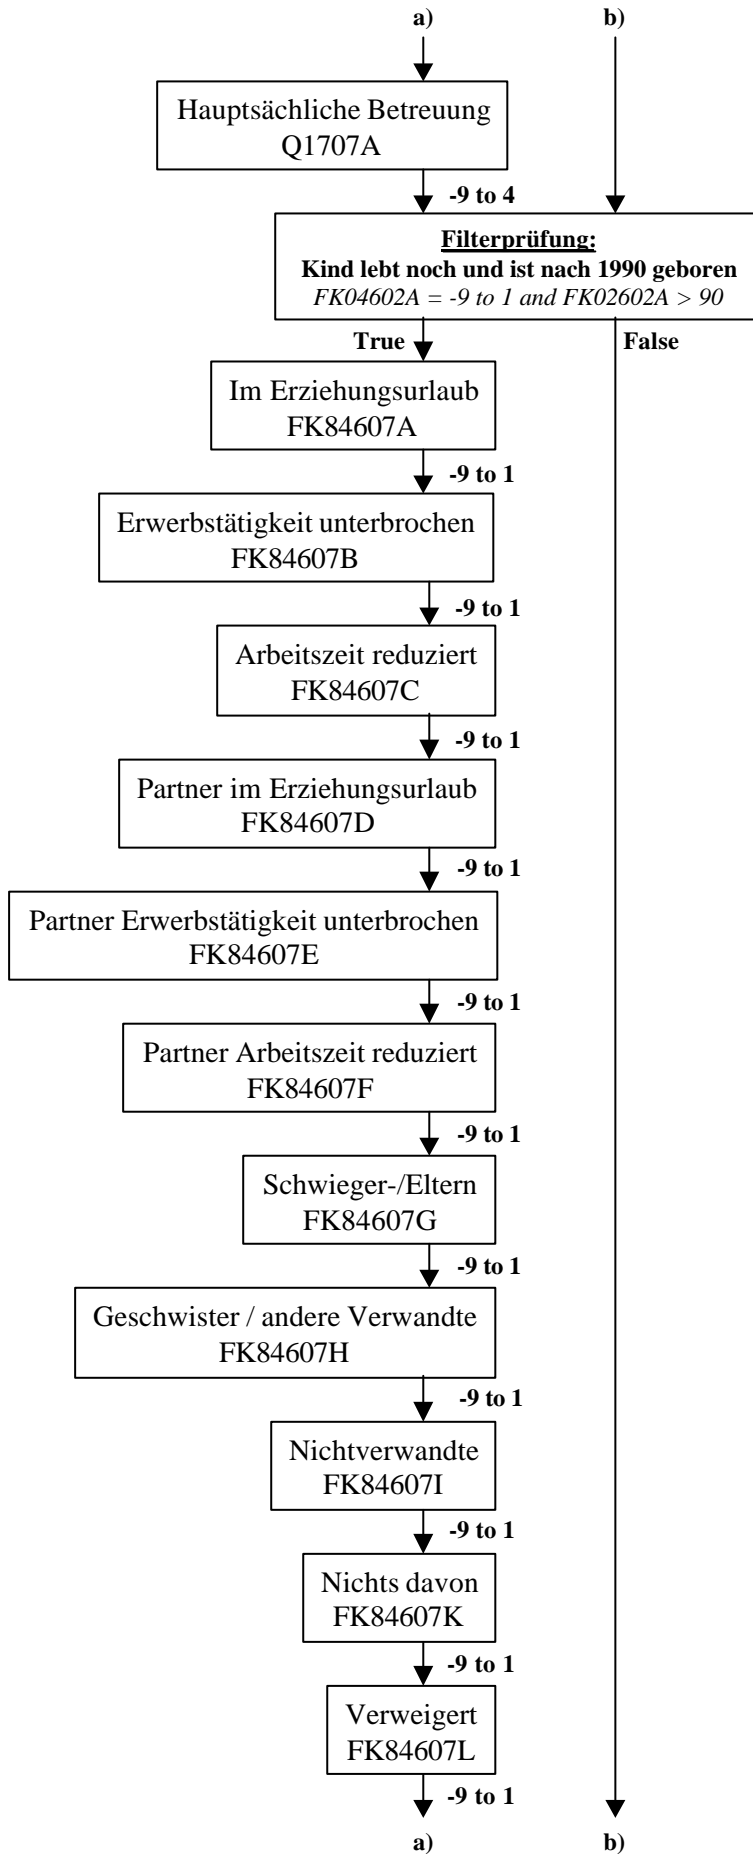 a) b)
Hauptsächliche Betreuung
Q1707A
-9 to 4
Filterprüfung:
Kind lebt noch und ist nach 1990 geboren
FK04602A = -9 to 1 and FK02602A > 90
True False
Im Erziehungsurlaub
FK84607A
-9 to 1
Erwerbstätigkeit unterbrochen
FK84607B
-9 to 1
Arbeitszeit reduziert
FK84607C
-9 to 1
Partner im Erziehungsurlaub
FK84607D
-9 to 1
Partner Erwerbstätigkeit unterbrochen
FK84607E
-9 to 1
Partner Arbeitszeit reduziert
FK84607F
-9 to 1
Schwieger-/Eltern
FK84607G
-9 to 1
Geschwister / andere Verwandte
FK84607H
-9 to 1
Nichtverwandte
FK84607I
-9 to 1
Nichts davon
FK84607K
-9 to 1
Verweigert
FK84607L
-9 to 1
a) b)